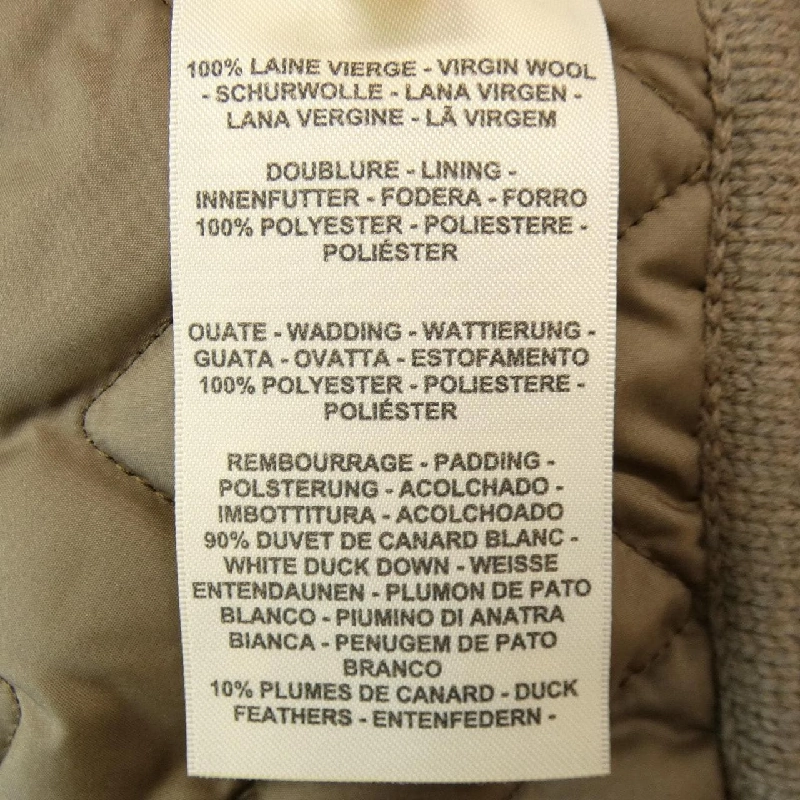 100% LAINE VIERGE - VIRGIN WOOL
- SCHURWOLLE - LANA VIRGEN -
LANA VERGINE - LÃ VIRGEM
DOUBLURE - LINING -
INNENFUTTER - FODERA - FORRO
100% POLYESTER - POLIESTERE -
POLIÉSTER
OUATE - WADDING - WATTIERUNG -
GUATA - OVATTA - ESTOFAMENTO
100% POLYESTER - POLIESTERE -
POLIÉSTER
REMBOURRAGE - PADDING -
POLSTERUNG - ACOLCHADO -
IMBOTTITURA - ACOLCHOADO
90% DUVET DE CANARD BLANC -
WHITE DUCK DOWN - WEISSE
ENTENDAUNEN - PLUMON DE PATO
BLANCO - PIUMINO DI ANATRA
BIANCA - PENUGEM DE PATO
BRANCO
10% PLUMES DE CANARD - DUCK
FEATHERS - ENTENFEDERN -